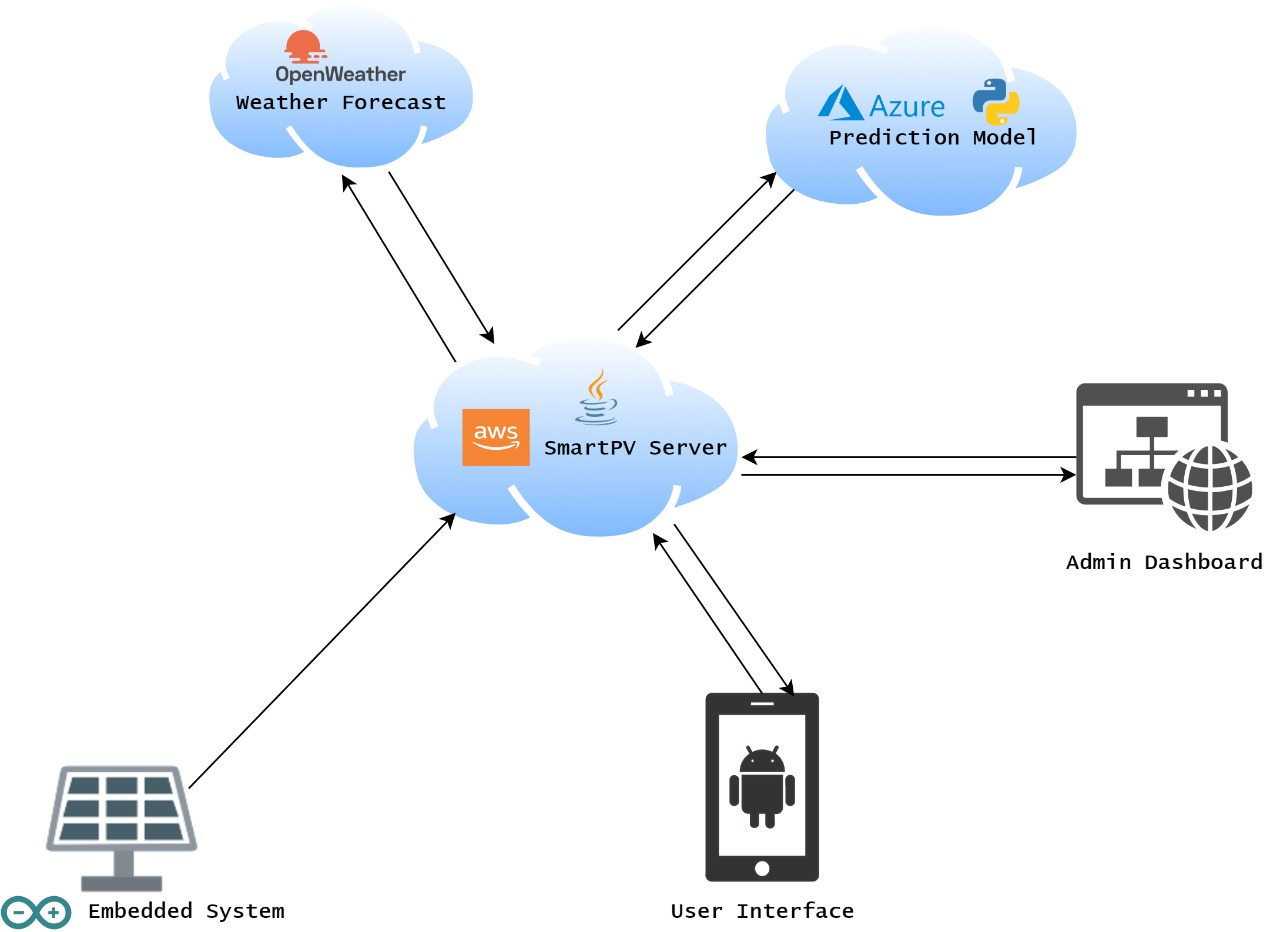 OpenWeather
Weather Forecast
Azure
Prediction Model
aws
SmartPV Server
Admin Dashboard
Embedded System
User Interface